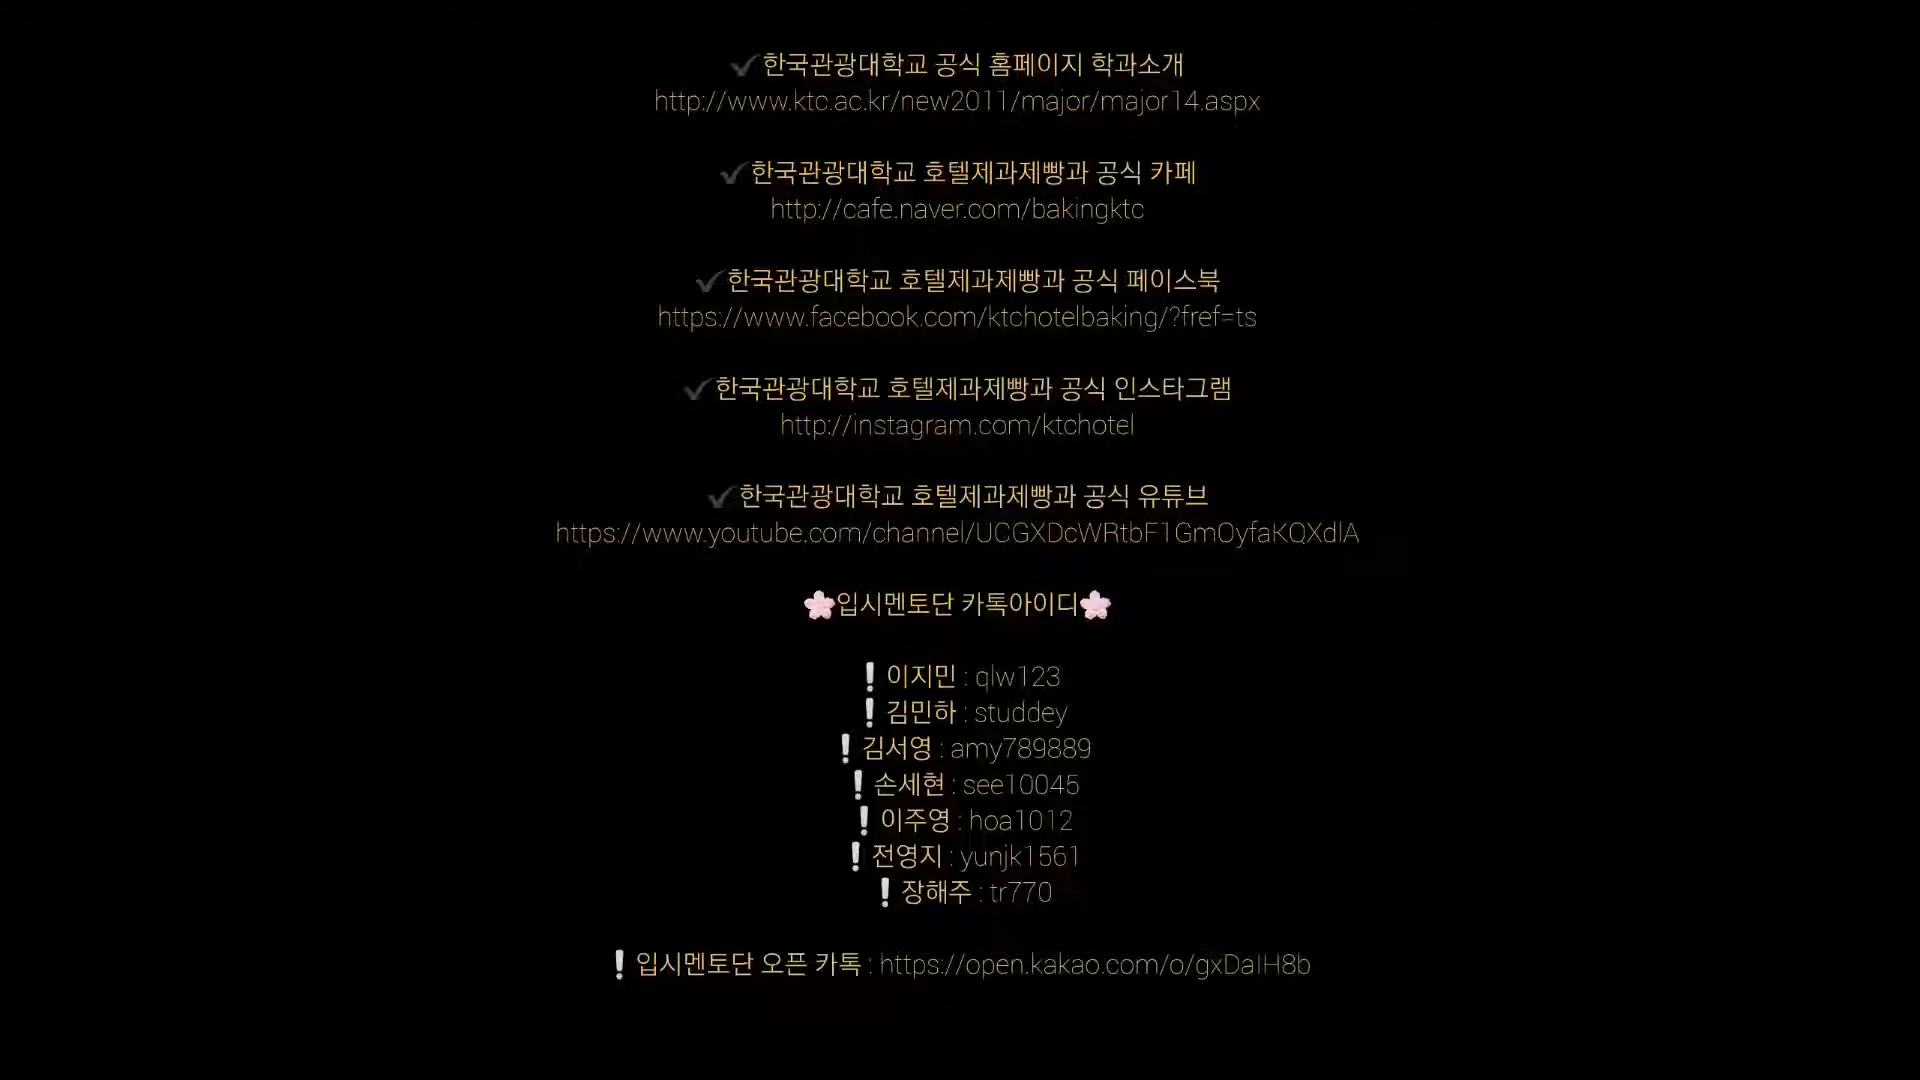 ✔한국관광대학교 공식 홈페이지 학과소개
http://www.ktc.ac.kr/new2011/major/major14.aspx
✔한국관광대학교 호텔제과제빵과 공식 카페
http://cafe.naver.com/bakingktc
✔한국관광대학교 호텔제과제빵과 공식 페이스북
https://www.facebook.com/ktchotelbaking/?fref=ts
✔한국관광대학교 호텔제과제빵과 공식 인스타그램
http://instagram.com/ktchotel
✔한국관광대학교 호텔제과제빵과 공식 유튜브
https://www.youtube.com/channel/UCGXDcWRtbF1GmOyfaKQXdlA
🌸입시멘토단 카톡아이디🌸
❕이지민 : qlw123
❕김민하 : studdey
❕김서영 : amy789889
❕손세현 : see10045
❕이주영 : hoa1012
❕전영지 : yunjk1561
❕장해주 : tr770
❕입시멘토단 오픈 카톡 : https://open.kakao.com/o/gxDaIH8b